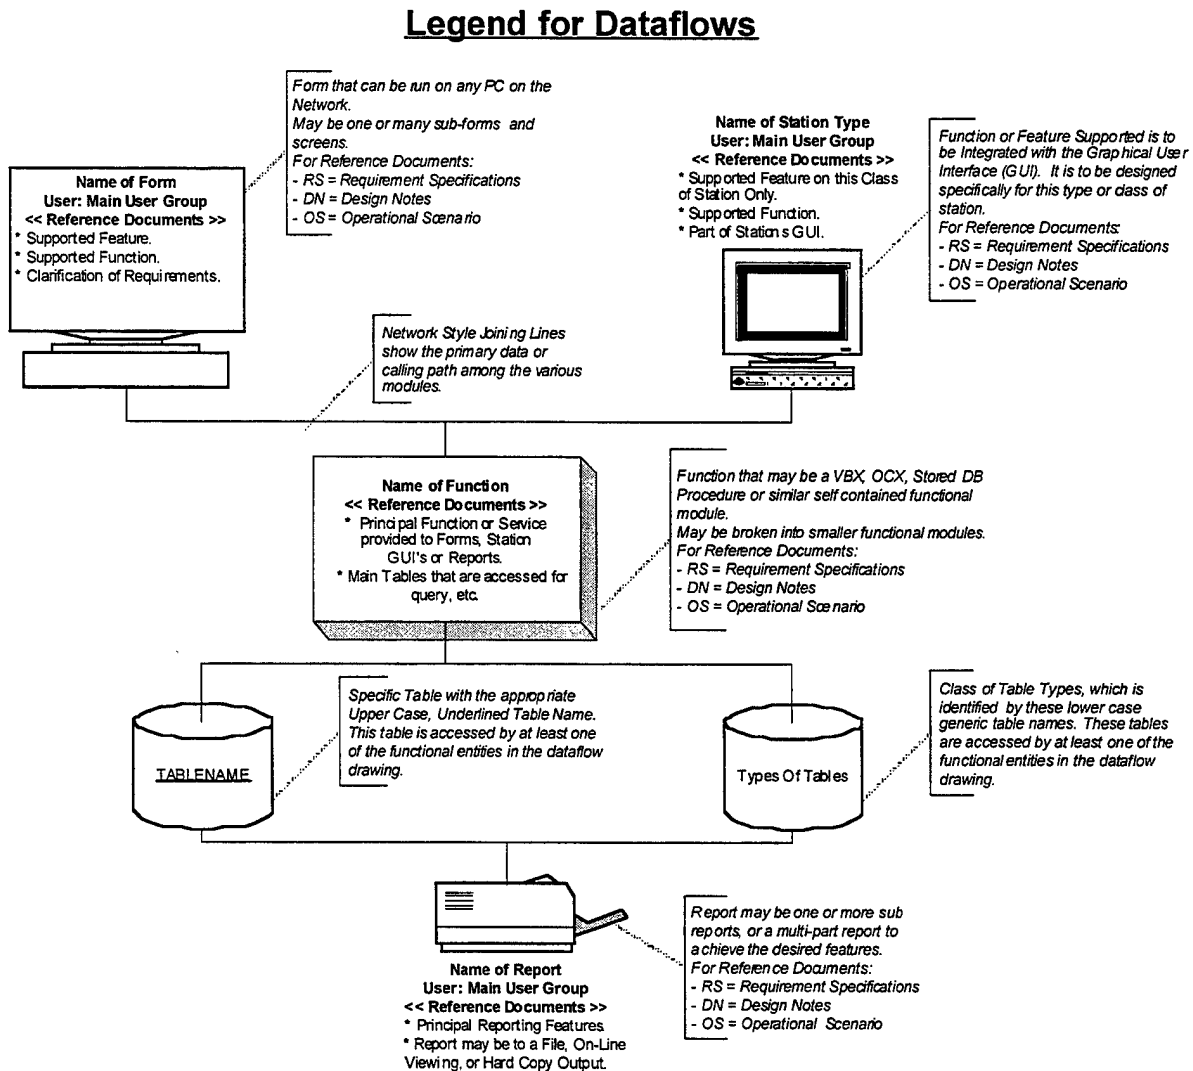 Legend for Dataflows
Form that can be run on any PC on the
Network.
May be one or many sub-forms and
screens.
For Reference Documents:
- RS = Requirement Specifications
- DN = Design Notes
- OS = Operational Scenario
Name of Form
User: Main User Group
<< Reference Documents >>
* Supported Feature.
* Supported Function.
* Clarification of Requirements.
Name of Station Type
User: Main User Group
<< Reference Documents >>
* Supported Feature on this Class
of Station Only.
* Supported Function.
* Part of Stations GUI.
Function or Feature Supported is to
be Integrated with the Graphical User
Interface (GUI). It is to be designed
specifically for this type or class of
station.
For Reference Documents:
- RS = Requirement Specifications
- DN = Design Notes
- OS = Operational Scenario
Network Style Joining Lines
show the primary data or
calling path among the various
modules.
Name of Function
<< Reference Documents >>
* Principal Function or Service
provided to Forms, Station
GUI's or Reports.
* Main Tables that are accessed for
query, etc.
Function that may be a VBX, OCX, Stored DB
Procedure or similar self contained functional
module.
May be broken into smaller functional modules.
For Reference Documents:
- RS = Requirement Specifications
- DN = Design Notes
- OS = Operational Scenario
TABLENAME
Specific Table with the appropriate
Upper Case, Underlined Table Name.
This table is accessed by at least one
of the functional entities in the dataflow
drawing.
Types Of Tables
Class of Table Types, which is
identified by these lower case
generic table names. These tables
are accessed by at least one of the
functional entities in the dataflow
drawing.
Name of Report
User: Main User Group
<< Reference Documents >>
* Principal Reporting Features.
* Report may be to a File, On-Line
Viewing, or Hard Copy Output.
Report may be one or more sub
reports, or a multi-part report to
achieve the desired features.
For Reference Documents:
- RS = Requirement Specifications
- DN = Design Notes
- OS = Operational Scenario